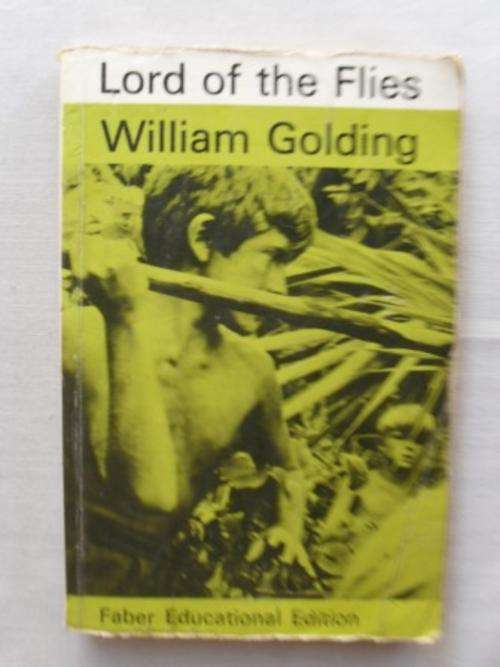 Lord of the Flies
William Golding
Faber Educational Edition